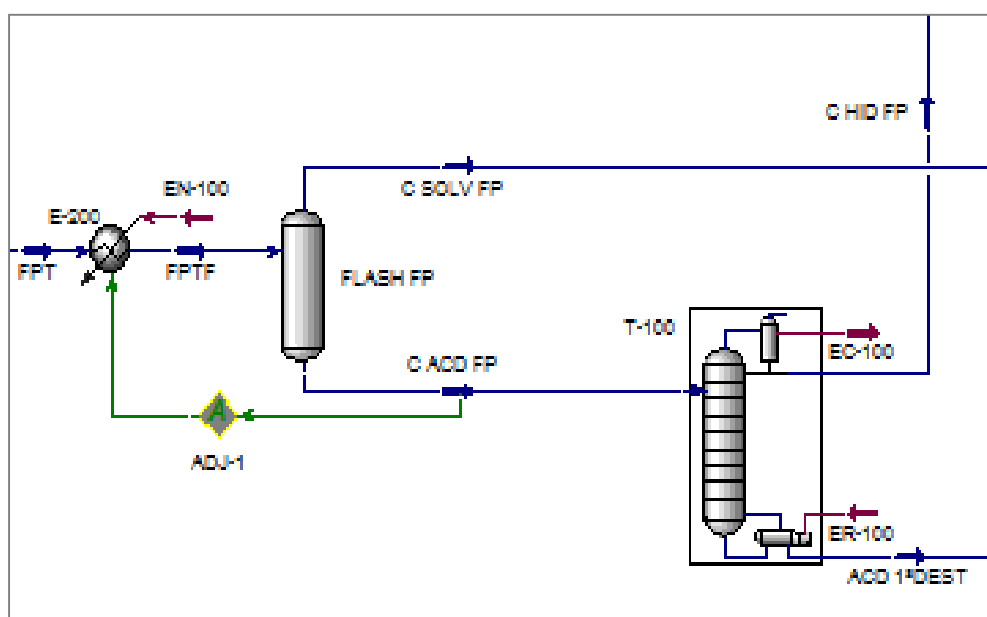 C HID FP
C SOLV FP
EN-100
E-200
FPT
FPTF
FLASH FP
T-100
EC-100
C ACD FP
A
ADJ-1
ER-100
ACD 1ªDEST